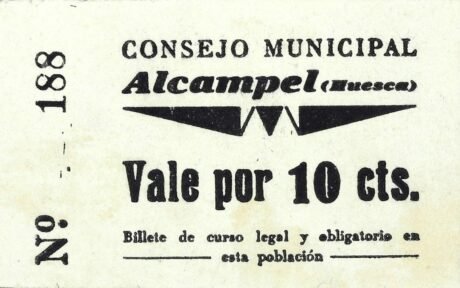 Nº 188
CONSEJO MUNICIPAL
Alcampel (Huesca)
Vale por 10 cts.
Billete de curso legal y obligatorio en
esta población